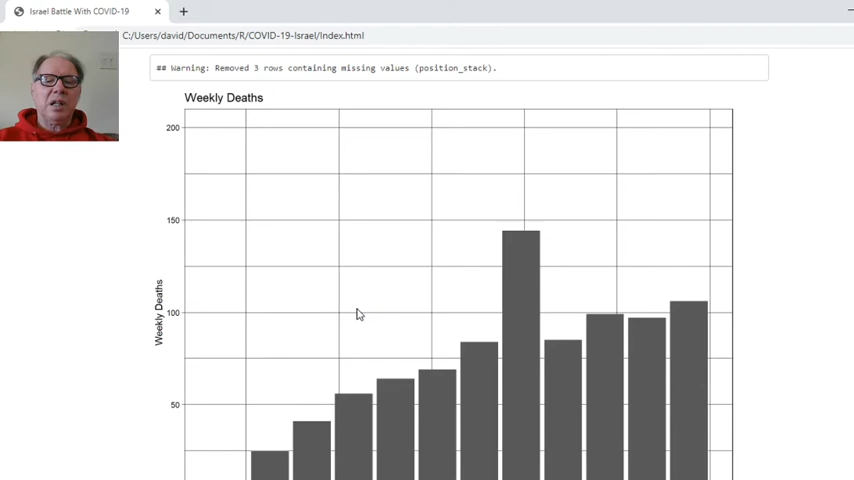 Israel Battle With COVID-19
C:/Users/david/Documents/R/COVID-19-Israel/Index.html
## Warning: Removed 3 rows containing missing values (position_stack).
Weekly Deaths
200
150
Weekly Deaths
100
50